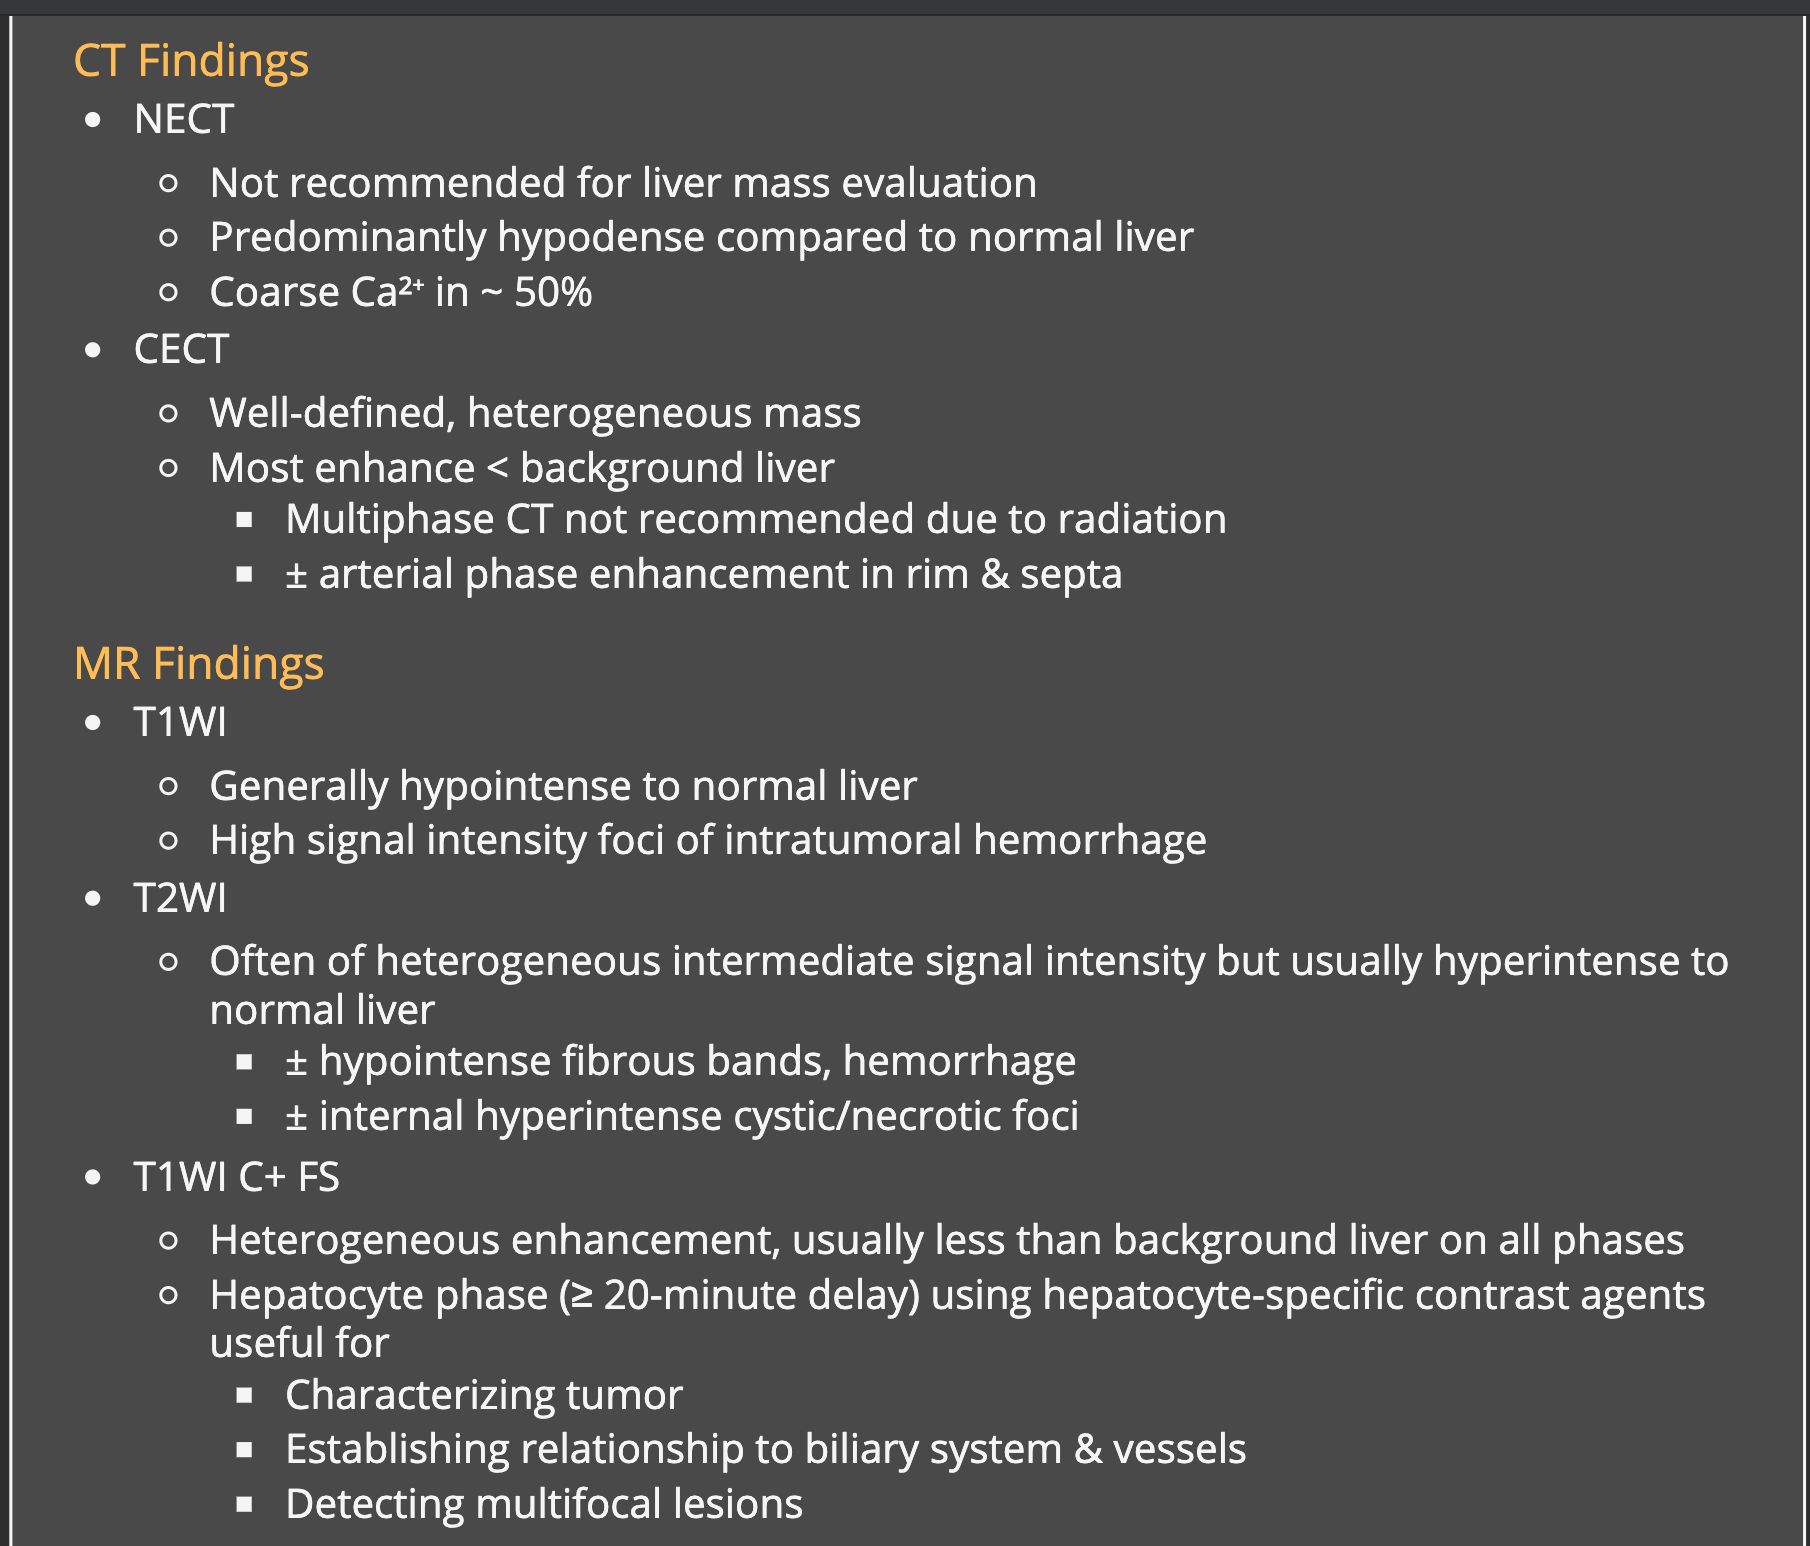 CT Findings
• NECT
○ Not recommended for liver mass evaluation
○ Predominantly hypodense compared to normal liver
○ Coarse Ca²⁺ in ~ 50%
• CECT
○ Well-defined, heterogeneous mass
○ Most enhance < background liver
▪ Multiphase CT not recommended due to radiation
▪ ± arterial phase enhancement in rim & septa
MR Findings
• T1WI
○ Generally hypointense to normal liver
○ High signal intensity foci of intratumoral hemorrhage
• T2WI
○ Often of heterogeneous intermediate signal intensity but usually hyperintense to
normal liver
▪ ± hypointense fibrous bands, hemorrhage
▪ ± internal hyperintense cystic/necrotic foci
• T1WI C+ FS
○ Heterogeneous enhancement, usually less than background liver on all phases
○ Hepatocyte phase (≥ 20-minute delay) using hepatocyte-specific contrast agents
useful for
▪ Characterizing tumor
▪ Establishing relationship to biliary system & vessels
▪ Detecting multifocal lesions